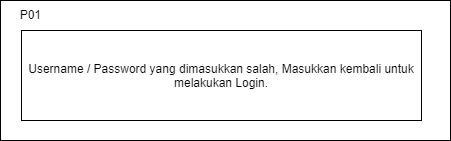 P01
Username / Password yang dimasukkan salah, Masukkan kembali untuk
melakukan Login.